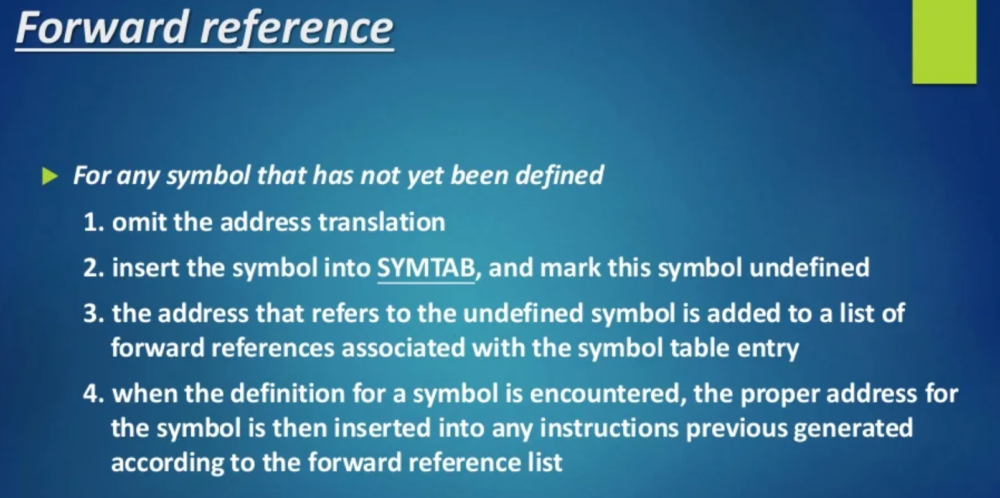 Forward reference
For any symbol that has not yet been defined
1. omit the address translation
2. insert the symbol into SYMTAB, and mark this symbol undefined
3. the address that refers to the undefined symbol is added to a list of
forward references associated with the symbol table entry
4. when the definition for a symbol is encountered, the proper address for
the symbol is then inserted into any instructions previous generated
according to the forward reference list